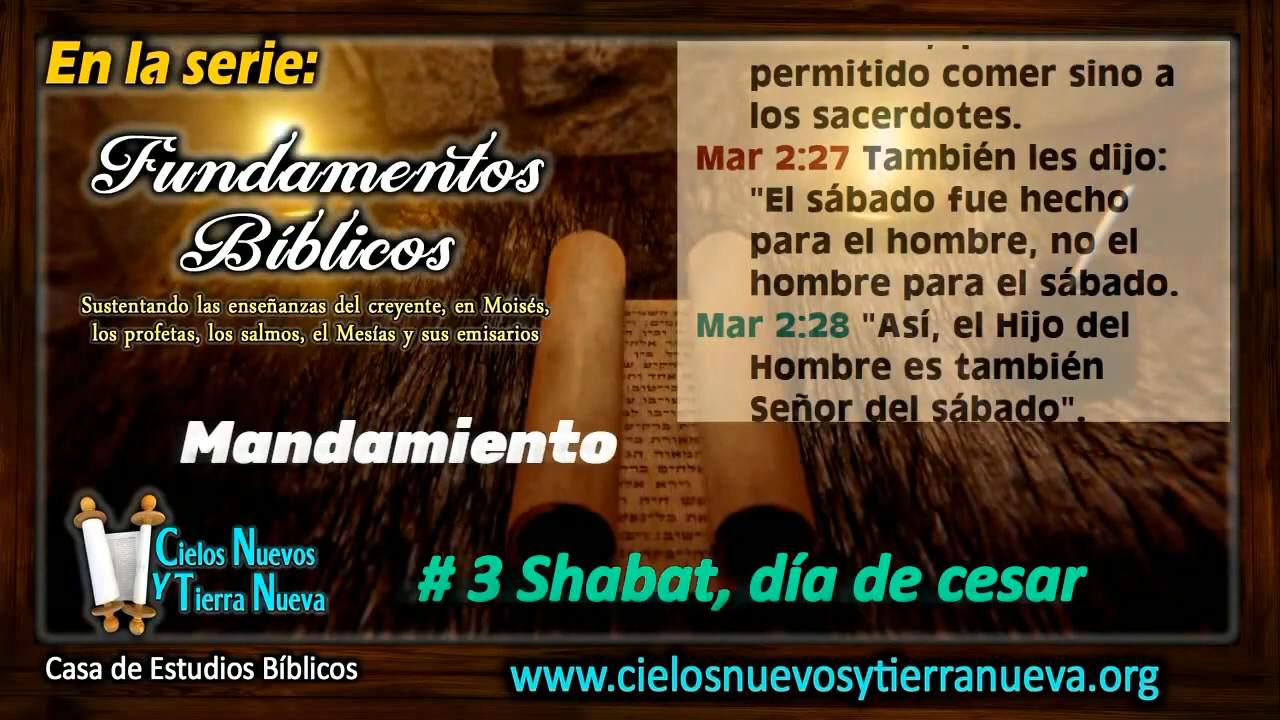 En la serie:
Fundamentos
Bíblicos
Sustentando las enseñanzas del creyente, en Moisés,
los profetas, los salmos, el Mesías y sus emisarios
permitido comer sino a
los sacerdotes.
Mar 2:27 También les dijo:
"El sábado fue hecho
para el hombre, no el
hombre para el sábado.
Mar 2:28 "Así, el Hijo del
Hombre es también
Señor del sábado".
Mandamiento
Cielos Nuevos
Y Tierra Nueva
# 3 Shabat, día de cesar
Casa de Estudios Bíblicos
www.cielosnuevosytierranueva.org